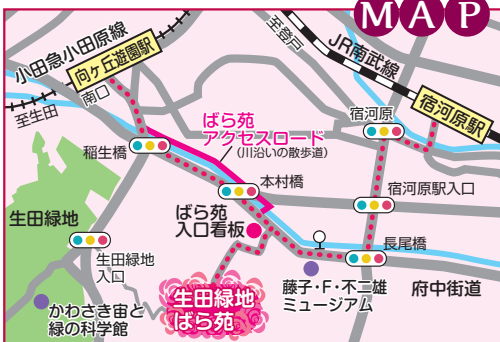 MAP
小田急小田原線
向ヶ丘遊園駅
南口
至生田
至登戸
JR南武線
宿河原駅
宿河原
ばら苑
アクセスロード
(川沿いの散歩道)
稲生橋
本村橋
宿河原駅入口
生田緑地
ばら苑
入口看板
長尾橋
生田緑地
入口
府中街道
藤子・F・不二雄
ミュージアム
生田緑地
ばら苑
かわさき宙と
緑の科学館